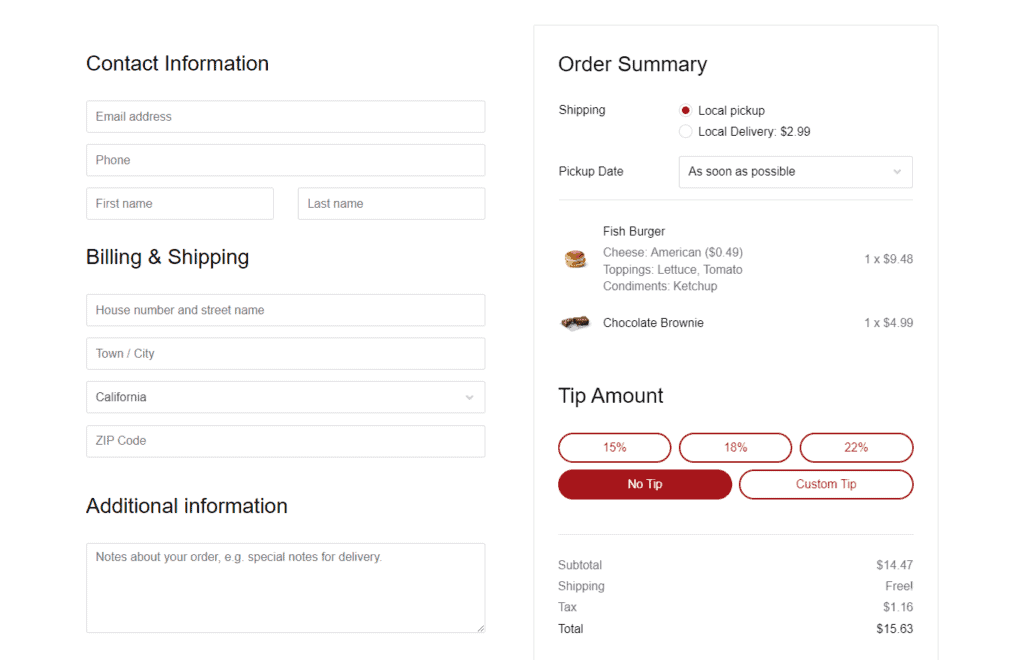 Contact Information
Email address
Phone
First name Last name
Billing & Shipping
House number and street name
Town / City
California
ZIP Code
Additional information
Notes about your order, e.g. special notes for delivery.
Order Summary
Shipping Local pickup
Local Delivery: $2.99
Pickup Date As soon as possible
Fish Burger
Cheese: American ($0.49)
Toppings: Lettuce, Tomato
Condiments: Ketchup
1 x $9.48
Chocolate Brownie 1 x $4.99
Tip Amount
15% 18% 22%
No Tip Custom Tip
Subtotal $14.47
Shipping Free!
Tax $1.16
Total $15.63